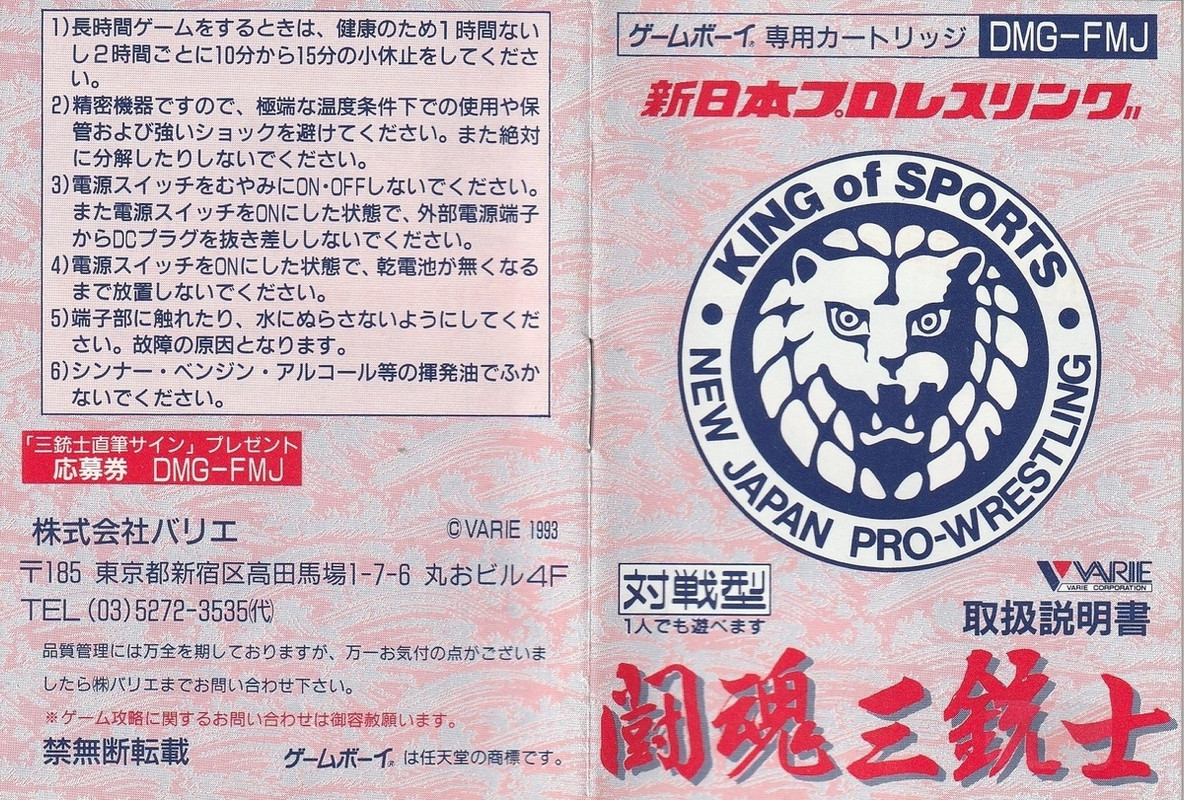 1)長時間ゲームをするときは、健康のため1時間ない
し2時間ごとに10分から15分の小休止をしてくださ
い。
2)精密機器ですので、極端な温度条件下での使用や保
管および強いショックを避けてください。また絶対
に分解したりしないでください。
3)電源スイッチをむやみにON・OFFしないでください。
また電源スイッチをONにした状態で、外部電源端子
からDCプラグを抜き差ししないでください。
4)電源スイッチをONにした状態で、乾電池が無くなる
まで放置しないでください。
5)端子部に触れたり、水にぬらさないようにしてくだ
さい。故障の原因となります。
6)シンナー・ベンジン・アルコール等の揮発油でふか
ないでください。
「三銃士直筆サイン」プレゼント
応募券 DMG-FMJ
株式会社バリエ ©VARIE 1993
〒185 東京都新宿区高田馬場1-7-6 丸おビル4F
TEL(03)5272-3535㈹
品質管理には万全を期しておりますが、万一お気付の点がございま
したら㈱バリエまでお問い合わせ下さい。
※ゲーム攻略に関するお問い合わせは御容赦願います。
禁無断転載 ゲームボーイ®は任天堂の商標です。
ゲームボーイ®専用カートリッジ DMG-FMJ
新日本プロレスリング
KING of SPORTS
• NEW JAPAN PRO-WRESTLING •
VARIE
VARIE CORPORATION
対戦型
1人でも遊べます
取扱説明書
闘魂三銃士